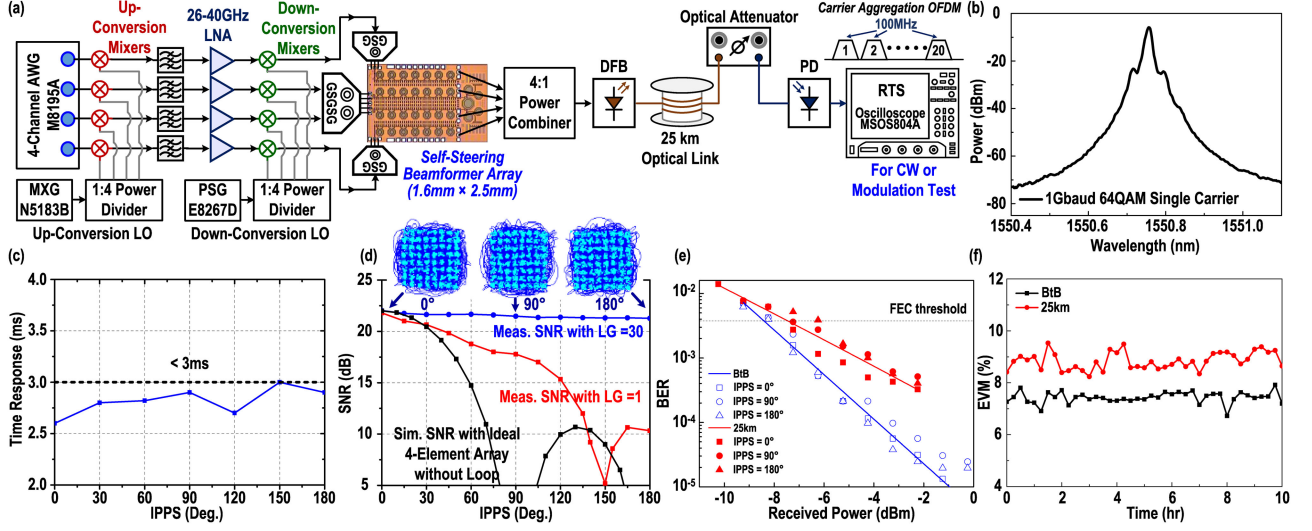 (a)
Up-
Conversion
Mixers
26-40GHz
LNA
Down-
Conversion
Mixers
4-Channel AWG
M8195A
GSG
GSGSG
GSG
MXG
N5183B
1:4 Power
Divider
PSG
E8267D
1:4 Power
Divider
Up-Conversion LO
Down-Conversion LO
Self-Steering
Beamformer Array
(1.6mm × 2.5mm)
4:1
Power
Combiner
DFB
25 km
Optical Link
Optical Attenuator
PD
Carrier Aggregation OFDM
100MHz
1
2
20
RTS
Oscilloscope
MSOS804A
For CW or
Modulation Test
(b)
0
-20
-40
-60
-80
Power (dBm)
1Gbaud 64QAM Single Carrier
1550.4
1550.6
1550.8
1551.0
Wavelength (nm)
(c)
4.0
3.5
3.0
2.5
2.0
Time Response (ms)
< 3ms
0
30
60
90
120
150
180
IPPS (Deg.)
(d)
25
20
15
10
5
SNR (dB)
0°
90°
180°
Meas. SNR with LG =30
Meas. SNR with LG =1
Sim. SNR with Ideal
4-Element Array
without Loop
0
30
60
90
120
150
180
IPPS (Deg.)
(e)
10-2
10-3
10-4
10-5
BER
FEC threshold
BtB
IPPS = 0°
IPPS = 90°
IPPS = 180°
25km
IPPS = 0°
IPPS = 90°
IPPS = 180°
-10
-8
-6
-4
-2
0
Received Power (dBm)
(f)
12
10
8
6
4
EVM (%)
BtB
25km
0
2
4
6
8
10
Time (hr)